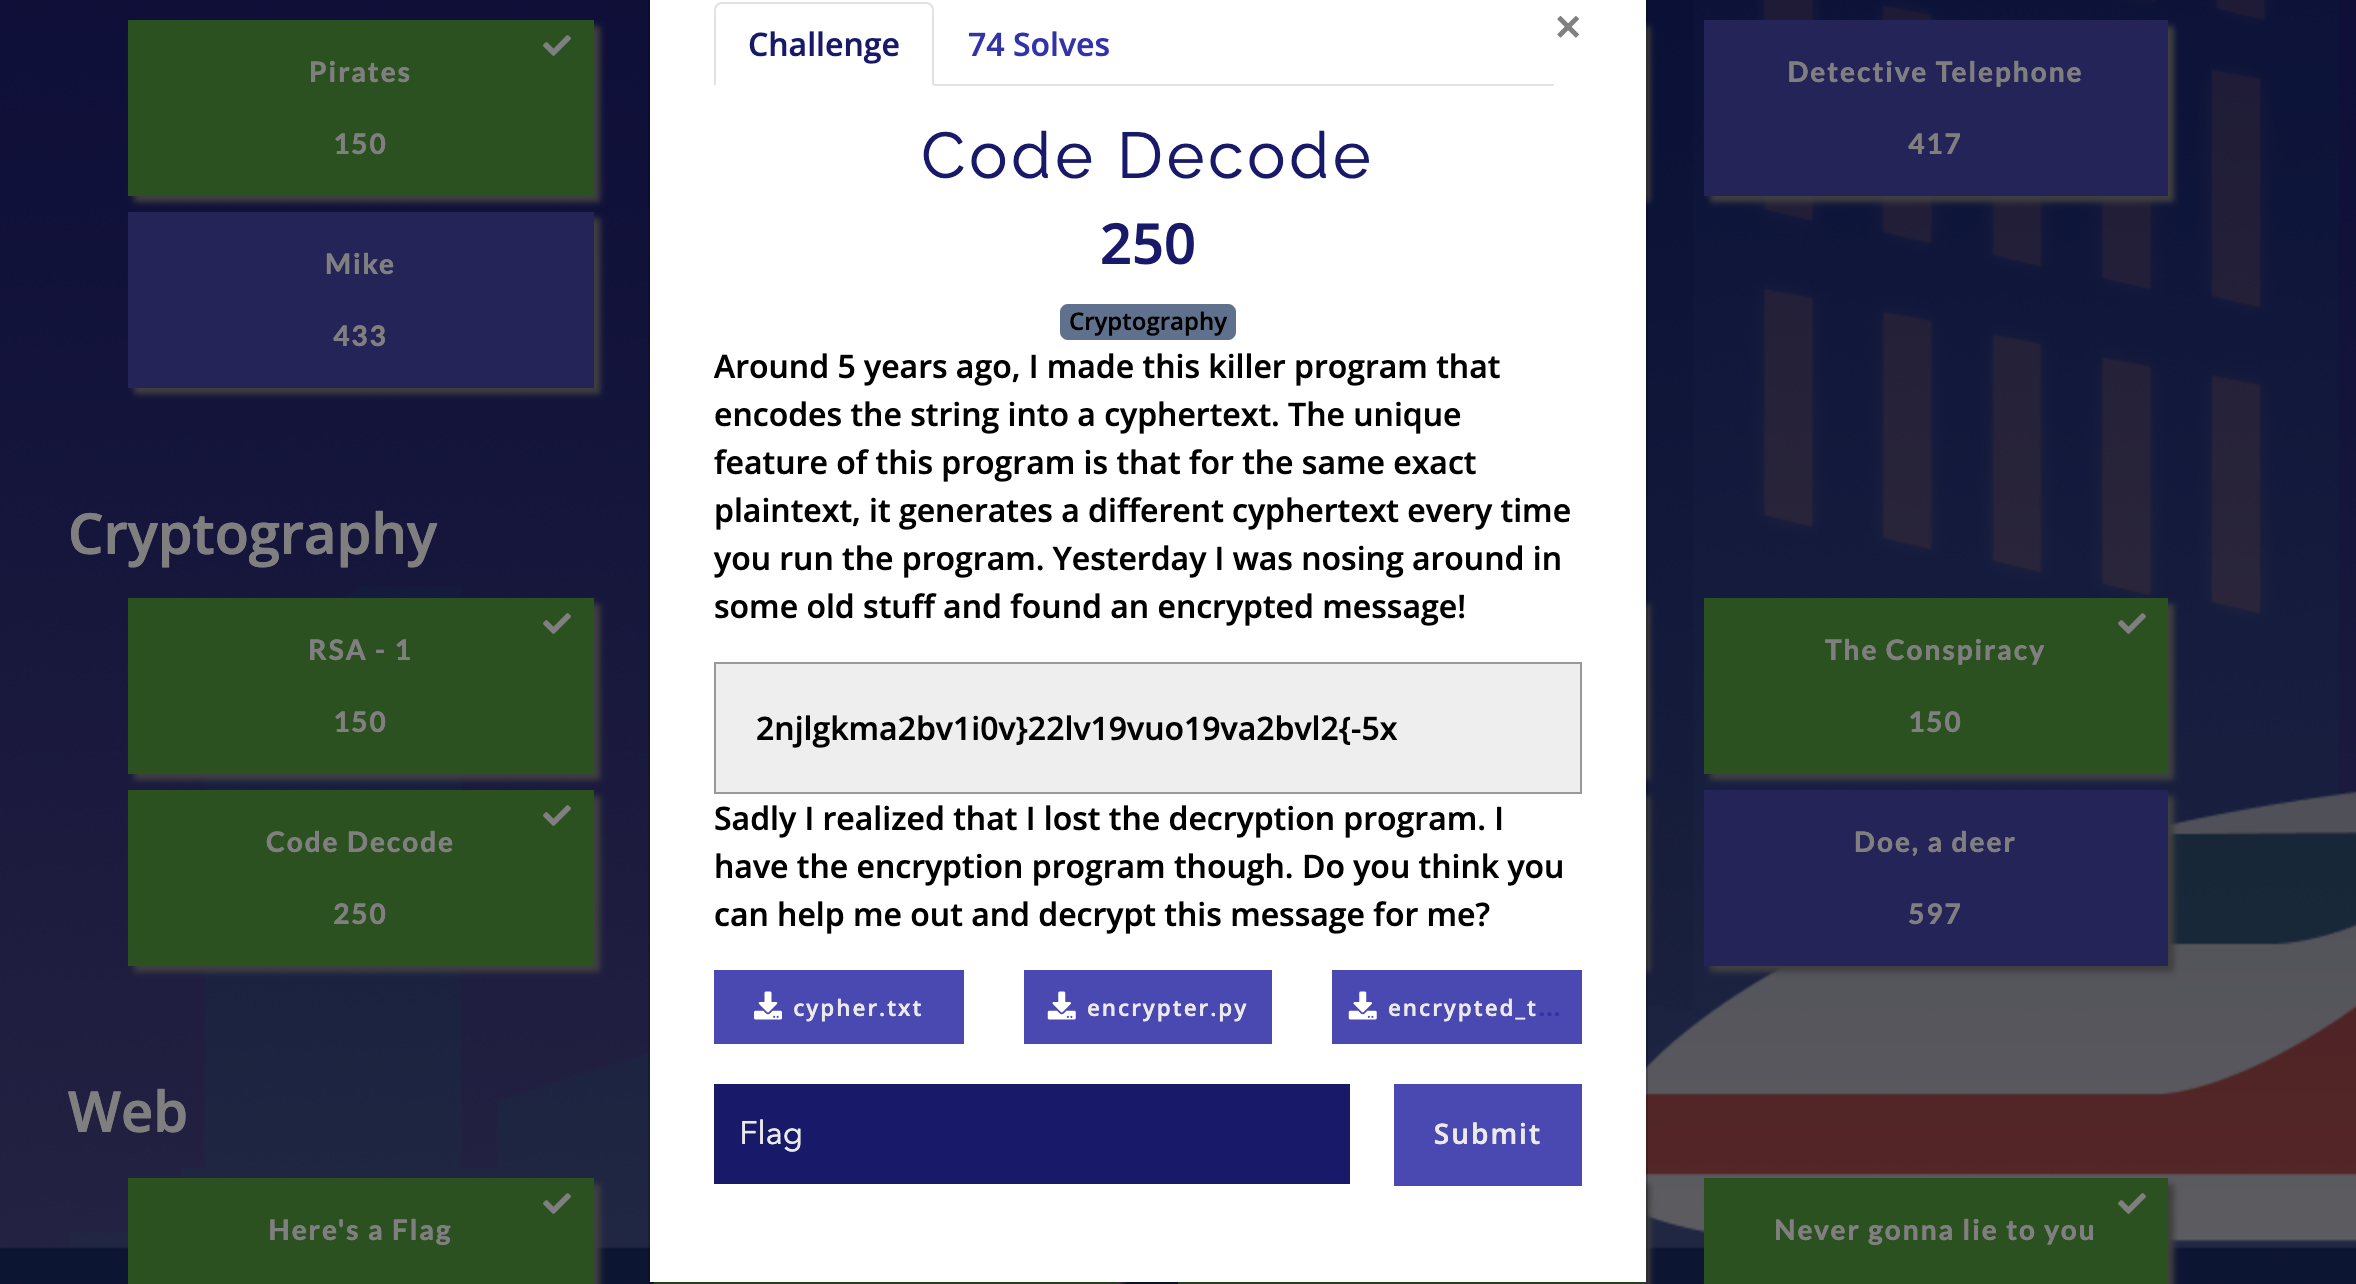 Pirates
150
Mike
433
Cryptography
RSA - 1
150
Code Decode
250
Web
Here's a Flag
Challenge
74 Solves
×
Code Decode
250
Cryptography
Around 5 years ago, I made this killer program that
encodes the string into a cyphertext. The unique
feature of this program is that for the same exact
plaintext, it generates a different cyphertext every time
you run the program. Yesterday I was nosing around in
some old stuff and found an encrypted message!
2njlgkma2bv1i0v}22lv19vuo19va2bvl2{-5x
Sadly I realized that I lost the decryption program. I
have the encryption program though. Do you think you
can help me out and decrypt this message for me?
cypher.txt
encrypter.py
encrypted_t...
Flag
Submit
Detective Telephone
417
The Conspiracy
150
Doe, a deer
597
Never gonna lie to you